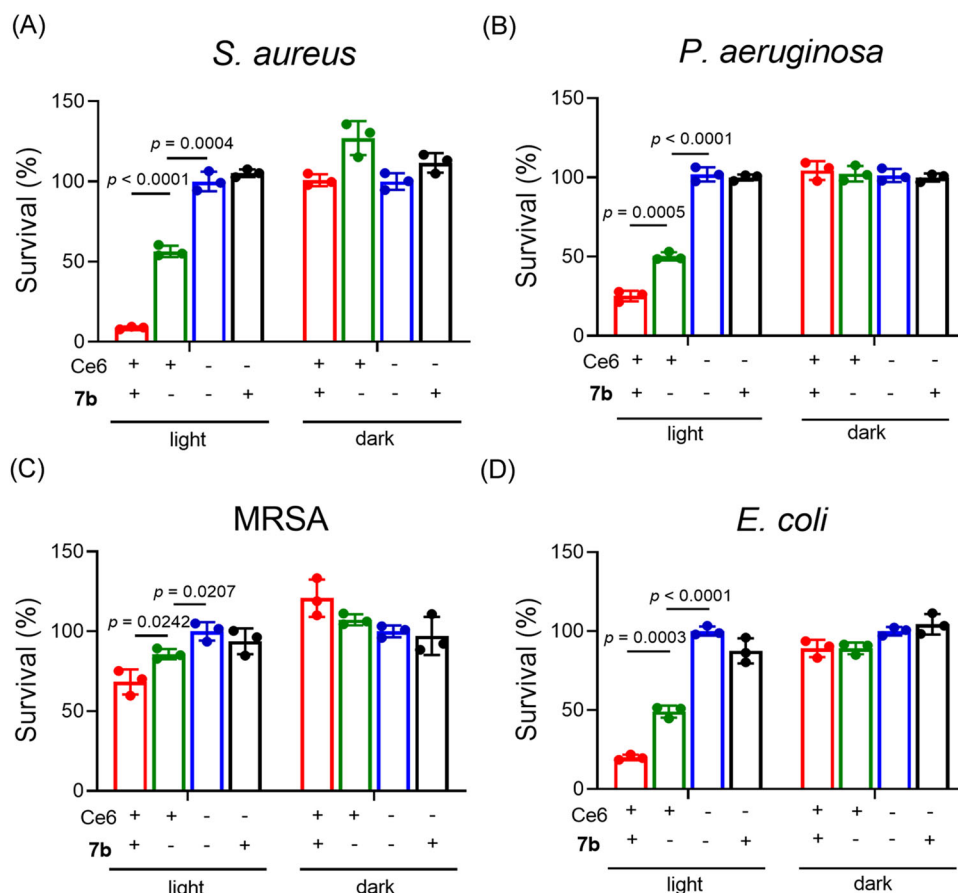 (A)
S. aureus
Survival (%)
150
100
50
0
p < 0.0001
p = 0.0004
Ce6 + + - - + + - -
7b + - - + + - - +
light dark
(B)
P. aeruginosa
Survival (%)
150
100
50
0
p = 0.0005
p < 0.0001
Ce6 + + - - + + - -
7b + - - + + - - +
light dark
(C)
MRSA
Survival (%)
150
100
50
0
p = 0.0242
p = 0.0207
Ce6 + + - - + + - -
7b + - - + + - - +
light dark
(D)
E. coli
Survival (%)
150
100
50
0
p = 0.0003
p < 0.0001
Ce6 + + - - + + - -
7b + - - + + - - +
light dark